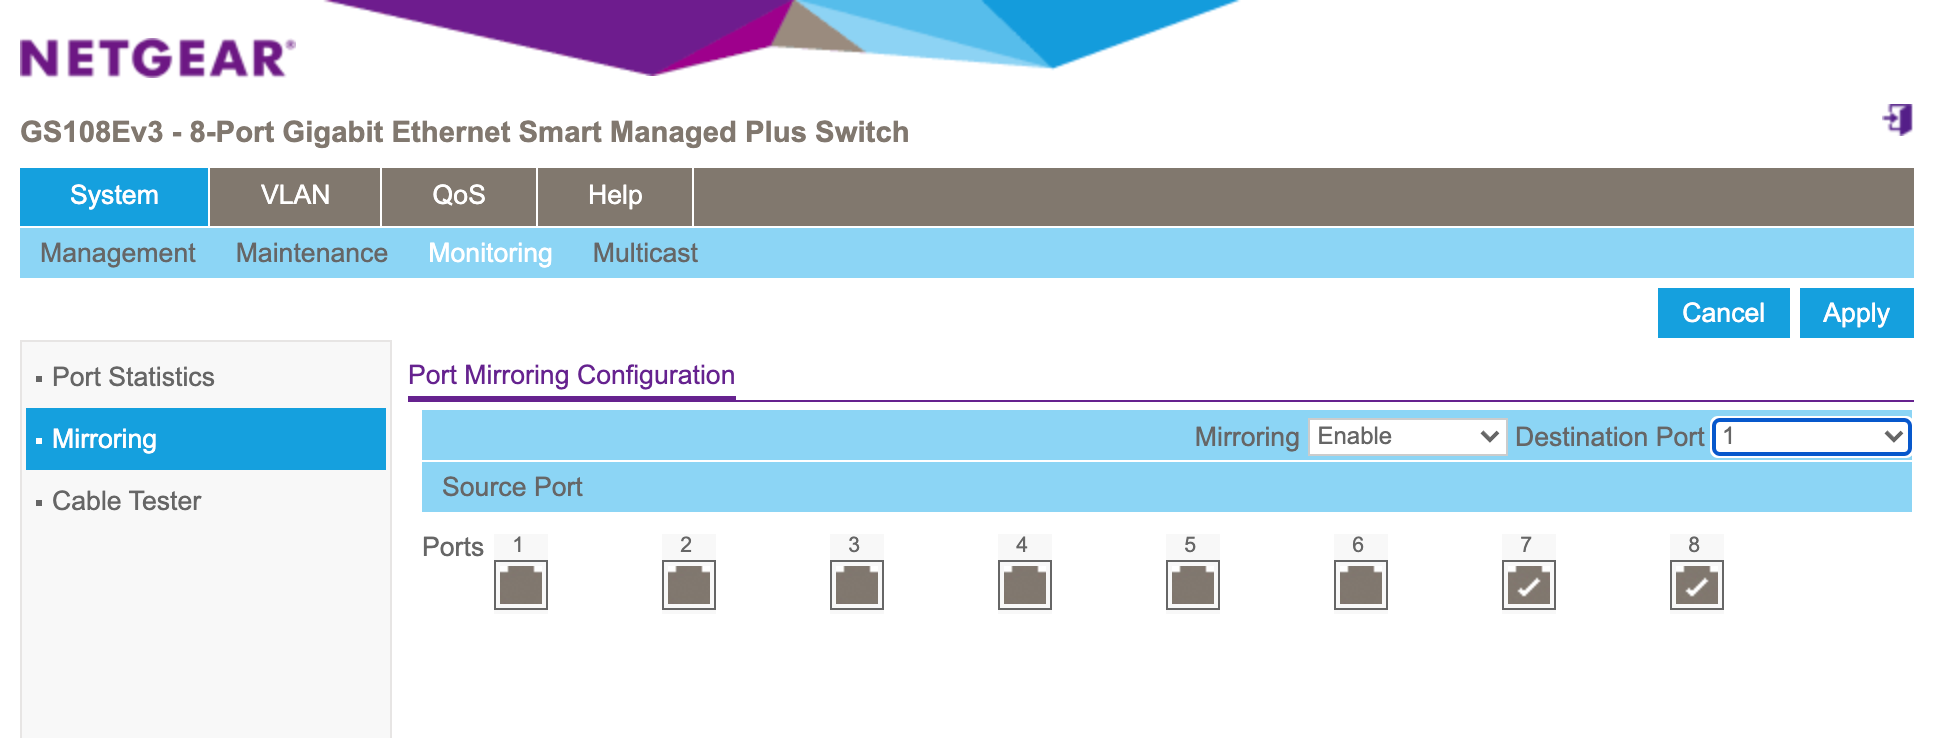 NETGEAR®
GS108Ev3 - 8-Port Gigabit Ethernet Smart Managed Plus Switch
System VLAN QoS Help
Management Maintenance Monitoring Multicast
Cancel Apply
Port Statistics
Mirroring
Cable Tester
Port Mirroring Configuration
Mirroring Enable Destination Port 1
Source Port
Ports 1 2 3 4 5 6 7 8